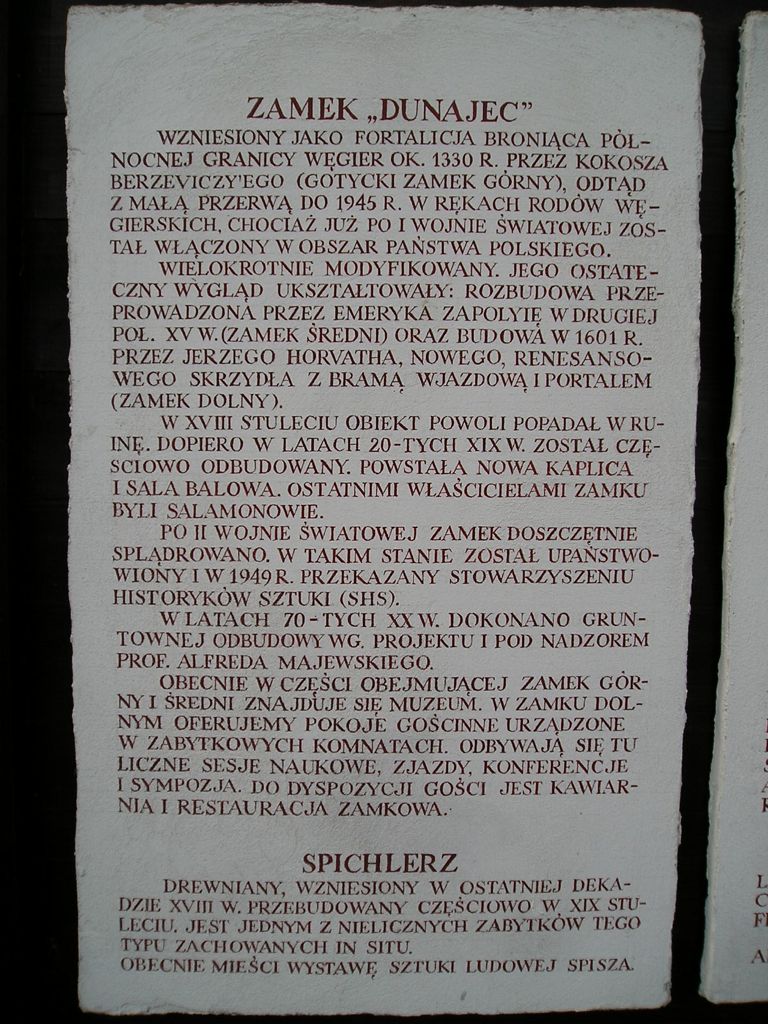 ZAMEK „DUNAJEC”
WZNIESIONY JAKO FORTALICJA BRONIĄCA PÓŁ-
NOCNEJ GRANICY WĘGIER OK. 1330 R. PRZEZ KOKOSZA
BERZEVICZY'EGO (GOTYCKI ZAMEK GÓRNY), ODTĄD
Z MAŁĄ PRZERWĄ DO 1945 R. W RĘKACH RODÓW WĘ-
GIERSKICH, CHOCIAŻ JUŻ PO I WOJNIE ŚWIATOWEJ ZOS-
TAŁ WŁĄCZONY W OBSZAR PAŃSTWA POLSKIEGO.
WIELOKROTNIE MODYFIKOWANY. JEGO OSTATE-
CZNY WYGLĄD UKSZTAŁTOWAŁY: ROZBUDOWA PRZE-
PROWADZONA PRZEZ EMERYKA ZAPOLYIĘ W DRUGIEJ
POŁ. XV W. (ZAMEK ŚREDNI) ORAZ BUDOWA W 1601 R.
PRZEZ JERZEGO HORVATHA, NOWEGO, RENESANSO-
WEGO SKRZYDŁA Z BRAMĄ WJAZDOWĄ I PORTALEM
(ZAMEK DOLNY).
W XVIII STULECIU OBIEKT POWOLI POPADAŁ W RU-
INĘ. DOPIERO W LATACH 20-TYCH XIX W. ZOSTAŁ CZĘ-
ŚCIOWO ODBUDOWANY. POWSTAŁA NOWA KAPLICA
I SALA BALOWA. OSTATNIMI WŁAŚCICIELAMI ZAMKU
BYLI SALAMONOWIE.
PO II WOJNIE ŚWIATOWEJ ZAMEK DOSZCZĘTNIE
SPLĄDROWANO. W TAKIM STANIE ZOSTAŁ UPAŃSTWO-
WIONY I W 1949 R. PRZEKAZANY STOWARZYSZENIU
HISTORYKÓW SZTUKI (SHS).
W LATACH 70-TYCH XX W. DOKONANO GRUN-
TOWNEJ ODBUDOWY WG. PROJEKTU I POD NADZOREM
PROF. ALFREDA MAJEWSKIEGO.
OBECNIE W CZĘŚCI OBEJMUJĄCEJ ZAMEK GÓR-
NY I ŚREDNI ZNAJDUJE SIĘ MUZEUM. W ZAMKU DOL-
NYM OFERUJEMY POKOJE GOŚCINNE URZĄDZONE
W ZABYTKOWYCH KOMNATACH. ODBYWAJĄ SIĘ TU
LICZNE SESJE NAUKOWE, ZJAZDY, KONFERENCJE
I SYMPOZJA. DO DYSPOZYCJI GOŚCI JEST KAWIAR-
NIA I RESTAURACJA ZAMKOWA.
SPICHLERZ
DREWNIANY, WZNIESIONY W OSTATNIEJ DEKA-
DZIE XVIII W. PRZEBUDOWANY CZĘŚCIOWO W XIX STU-
LECIU. JEST JEDNYM Z NIELICZNYCH ZABYTKÓW TEGO
TYPU ZACHOWANYCH IN SITU.
OBECNIE MIEŚCI WYSTAWĘ SZTUKI LUDOWEJ SPISZA.